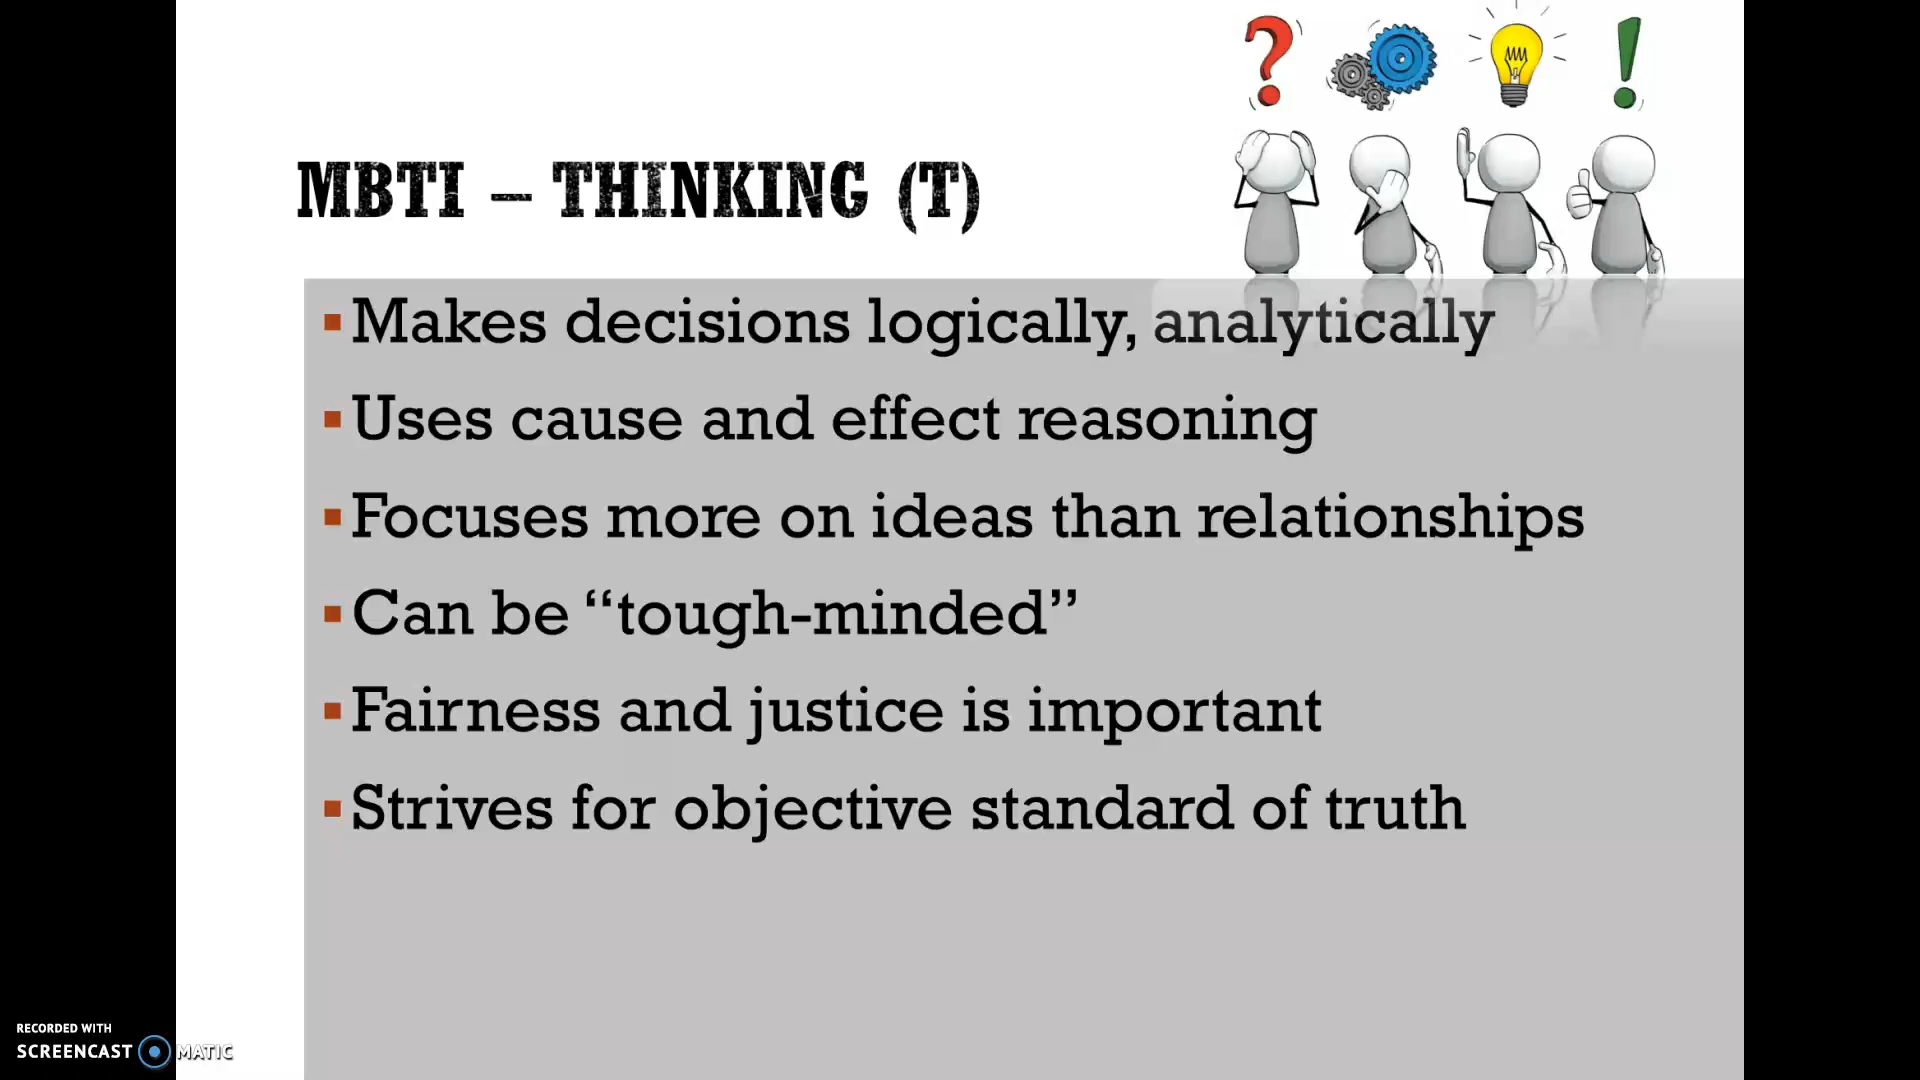 MBTI – THINKING (T)
▪Makes decisions logically, analytically
▪Uses cause and effect reasoning
▪Focuses more on ideas than relationships
▪Can be “tough-minded”
▪Fairness and justice is important
▪Strives for objective standard of truth
RECORDED WITH
SCREENCAST MATIC